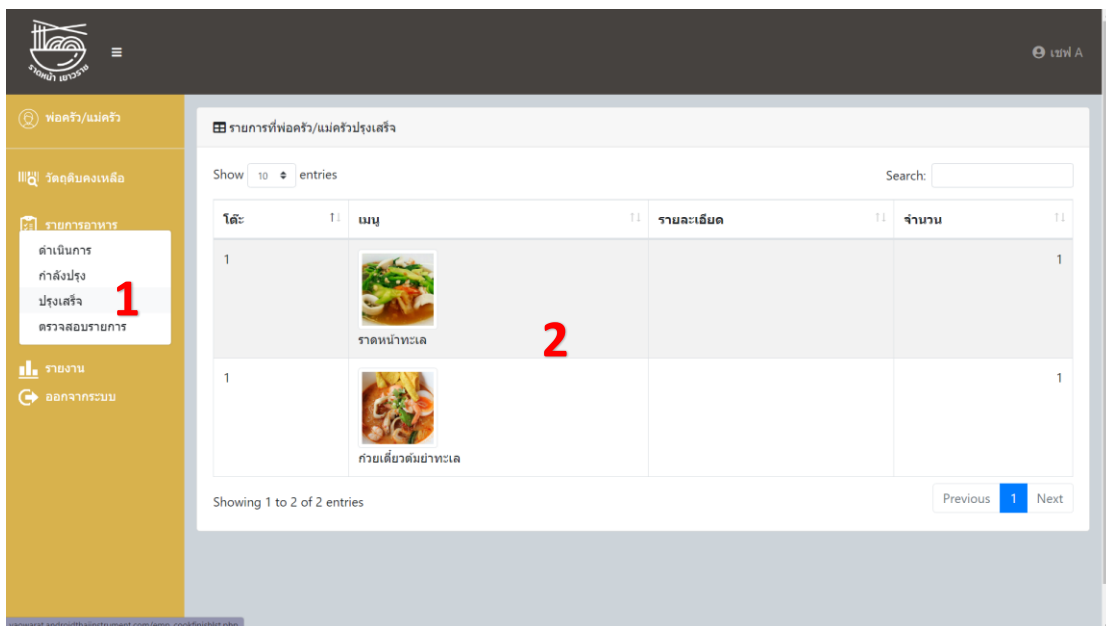 ราดหน้า เยาวราช
เชฟ A
พ่อครัว/แม่ครัว
วัตถุดิบคงเหลือ
รายการอาหาร
ดำเนินการ
กำลังปรุง
ปรุงเสร็จ
ตรวจสอบรายการ
1
รายงาน
ออกจากระบบ
รายการที่พ่อครัว/แม่ครัวปรุงเสร็จ
Show 10 entries
Search:
โต๊ะ เมนู รายละเอียด จำนวน
1 1
ราดหน้าทะเล
2
1 1
ก๋วยเตี๋ยวต้มยำทะเล
Showing 1 to 2 of 2 entries
Previous 1 Next
yaowarat.androidthaiinstrument.com/emp_cookfinishlist.php